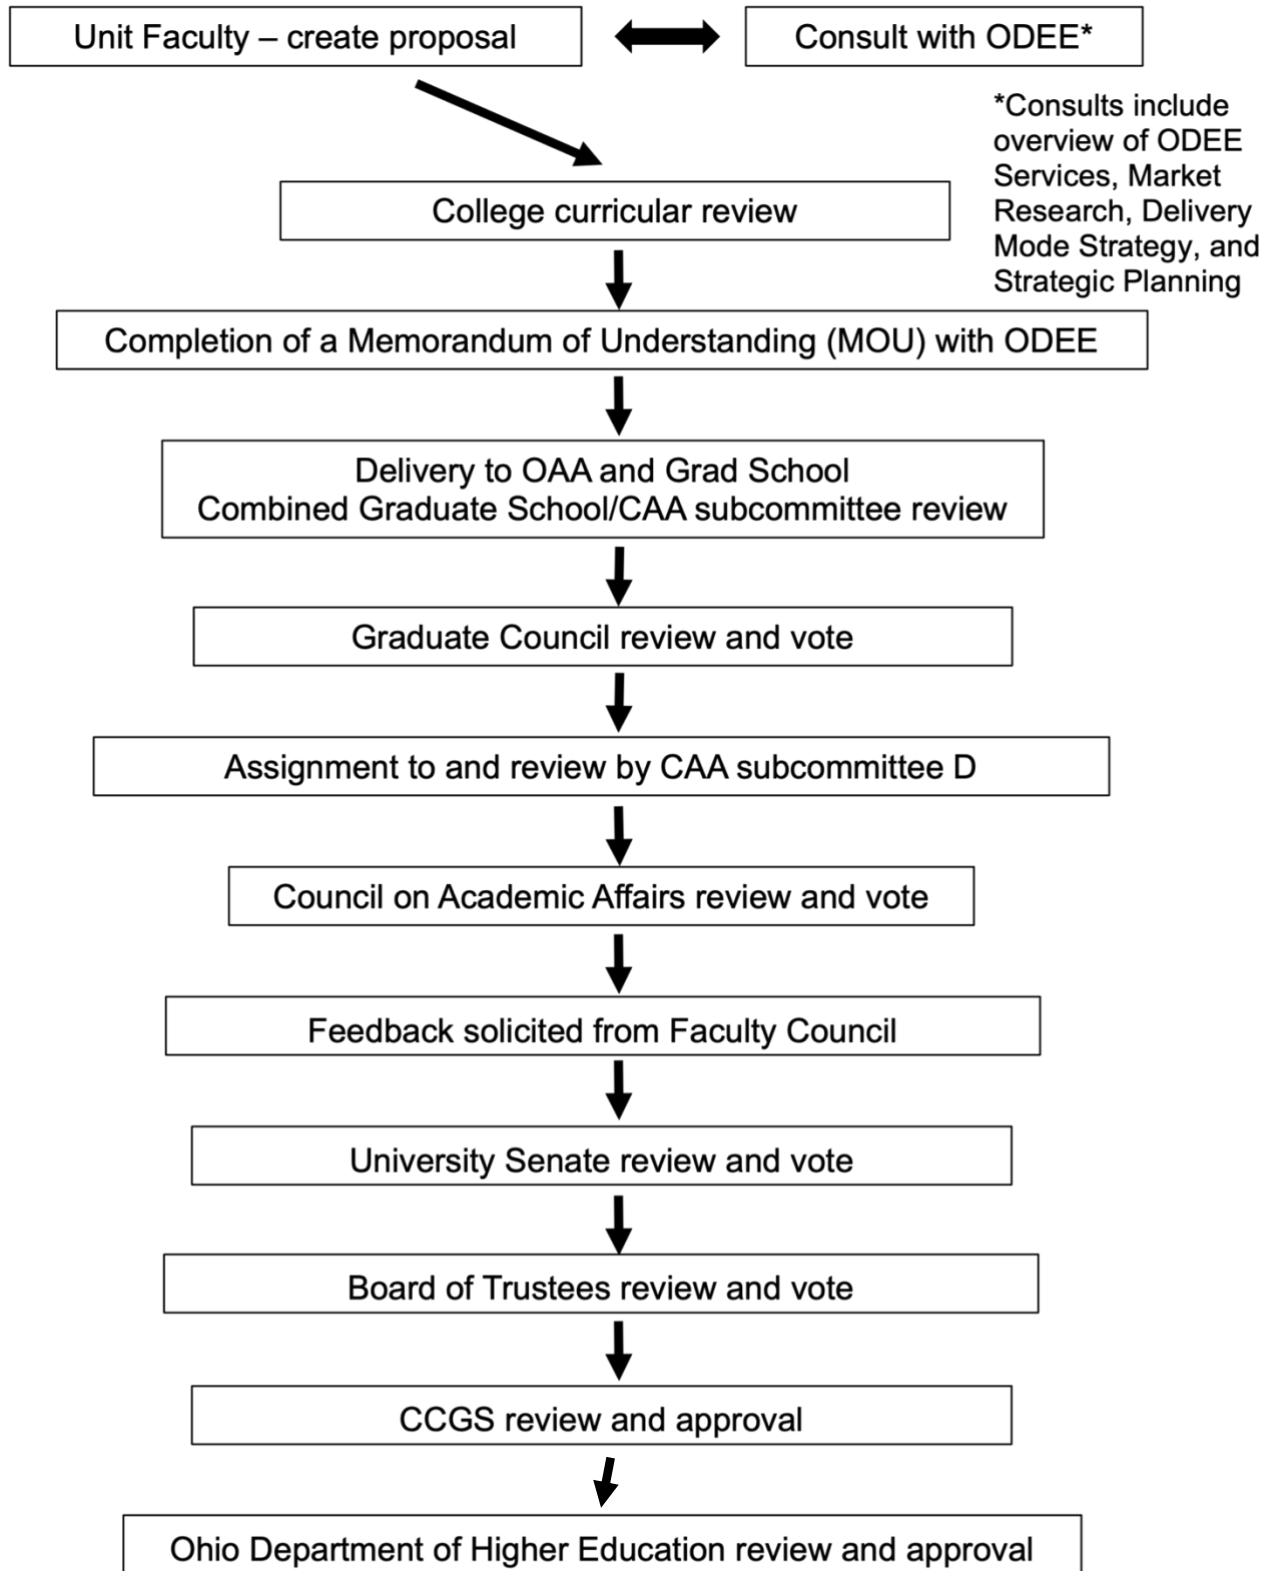 Unit Faculty – create proposal
Consult with ODEE*
*Consults include
overview of ODEE
Services, Market
Research, Delivery
Mode Strategy, and
Strategic Planning
College curricular review
Completion of a Memorandum of Understanding (MOU) with ODEE
Delivery to OAA and Grad School
Combined Graduate School/CAA subcommittee review
Graduate Council review and vote
Assignment to and review by CAA subcommittee D
Council on Academic Affairs review and vote
Feedback solicited from Faculty Council
University Senate review and vote
Board of Trustees review and vote
CCGS review and approval
Ohio Department of Higher Education review and approval